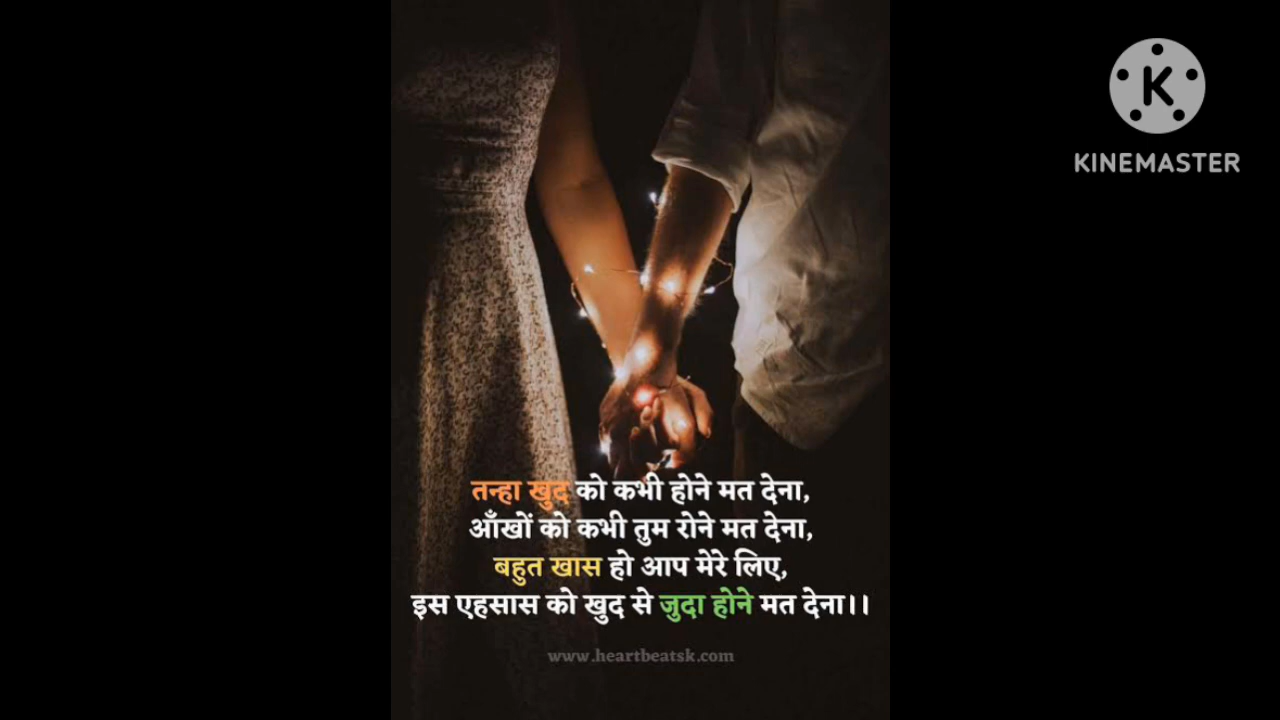 KINEMASTER
तन्हा खुद को कभी होने मत देना,
आँखों को कभी तुम रोने मत देना,
बहुत खास हो आप मेरे लिए,
इस एहसास को खुद से जुदा होने मत देना।।
www.heartbeatsk.com